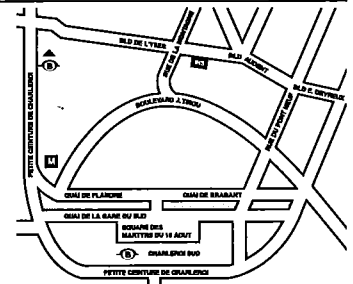 BLD DE L'YSER
RUE DE LA MONTAGNE
BLD AUDENT
BLD E. DEVREUX
B
PETITE CEINTURE DE CHARLEROI
BOULEVARD J. TIROU
RUE DU PONT NEUF
M
QUAI DE FLANDRE
QUAI DE BRABANT
QUAI DE LA GARE DU SUD
SQUARE DES
MARTYRS DU 18 AOUT
B
CHARLEROI SUD
PETITE CEINTURE DE CHARLEROI